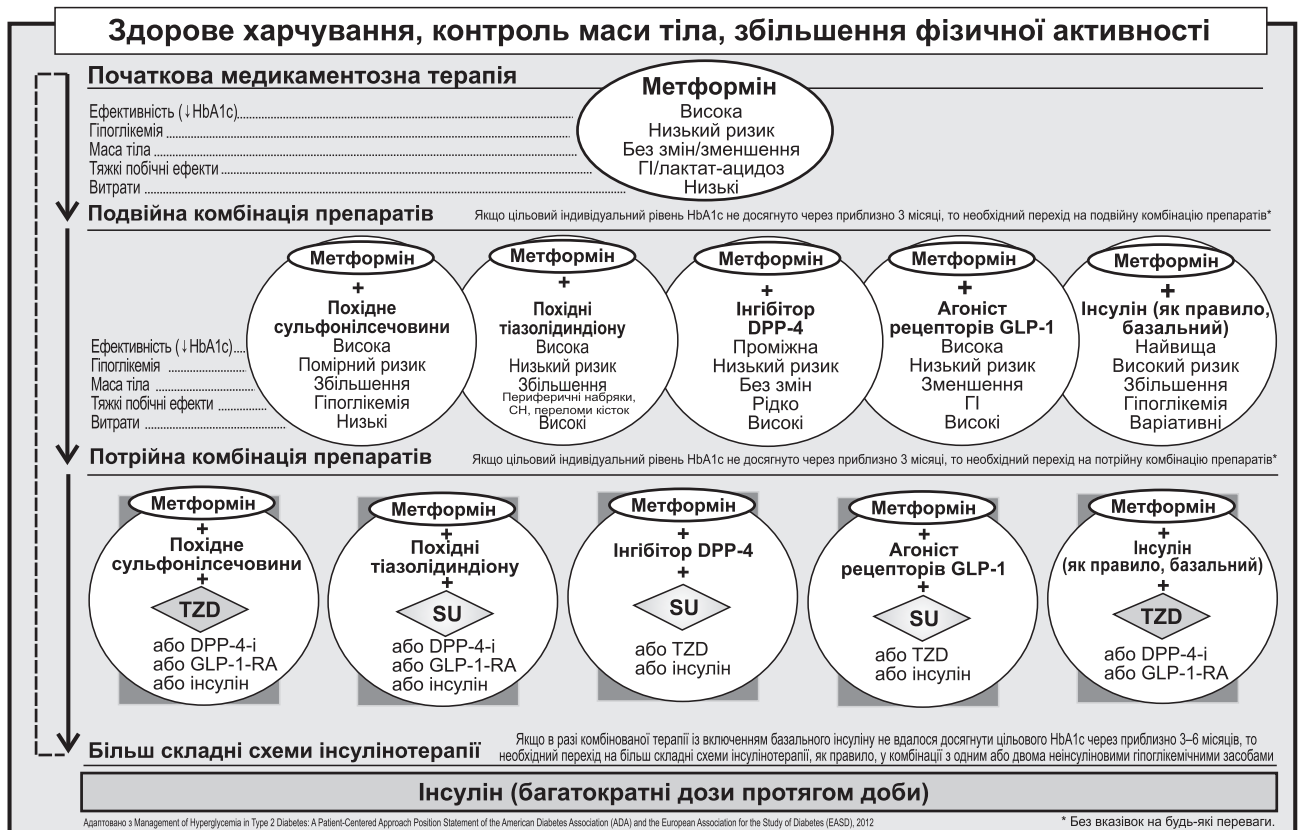 Здорове харчування, контроль маси тіла, збільшення фізичної активності
Початкова медикаментозна терапія
Метформін
Ефективність (↓HbA1c)
Висока
Гіпоглікемія
Низький ризик
Маса тіла
Без змін/зменшення
Тяжкі побічні ефекти
ГІ/лактат-ацидоз
Витрати
Низькі
Подвійна комбінація препаратів
Якщо цільовий індивідуальний рівень HbA1c не досягнуто через приблизно 3 місяці, то необхідний перехід на подвійну комбінацію препаратів*
Ефективність (↓HbA1c)
Гіпоглікемія
Маса тіла
Тяжкі побічні ефекти
Витрати
Метформін
+
Похідне
сульфонілсечовини
Висока
Помірний ризик
Збільшення
Гіпоглікемія
Низькі
Метформін
+
Похідні
тіазолідиндіону
Висока
Низький ризик
Збільшення
Периферичні набряки,
СН, переломи кісток
Високі
Метформін
+
Інгібітор
DPP-4
Проміжна
Низький ризик
Без змін
Рідко
Високі
Метформін
+
Агоніст
рецепторів GLP-1
Висока
Низький ризик
Зменшення
ГІ
Високі
Метформін
+
Інсулін (як правило,
базальний)
Найвища
Високий ризик
Збільшення
Гіпоглікемія
Варіативні
Потрійна комбінація препаратів
Якщо цільовий індивідуальний рівень HbA1c не досягнуто через приблизно 3 місяці, то необхідний перехід на потрійну комбінацію препаратів*
Метформін
+
Похідне
сульфонілсечовини
+
TZD
або DPP-4-i
або GLP-1-RA
або інсулін
Метформін
+
Похідні
тіазолідиндіону
+
SU
або DPP-4-i
або GLP-1-RA
або інсулін
Метформін
+
Інгібітор DPP-4
+
SU
або TZD
або інсулін
Метформін
+
Агоніст
рецепторів GLP-1
+
SU
або TZD
або інсулін
Метформін
+
Інсулін
(як правило, базальний)
+
TZD
або DPP-4-i
або GLP-1-RA
Більш складні схеми інсулінотерапії
Якщо в разі комбінованої терапії із включенням базального інсуліну не вдалося досягнути цільового HbA1c через приблизно 3–6 місяців, то
необхідний перехід на більш складні схеми інсулінотерапії, як правило, у комбінації з одним або двома неінсуліновими гіпоглікемічними засобами
Інсулін (багатократні дози протягом доби)
Адаптовано з Management of Hyperglycemia in Type 2 Diabetes: A Patient-Centered Approach Position Statement of the American Diabetes Association (ADA) and the European Association for the Study of Diabetes (EASD), 2012
* Без вказівок на будь-які переваги.